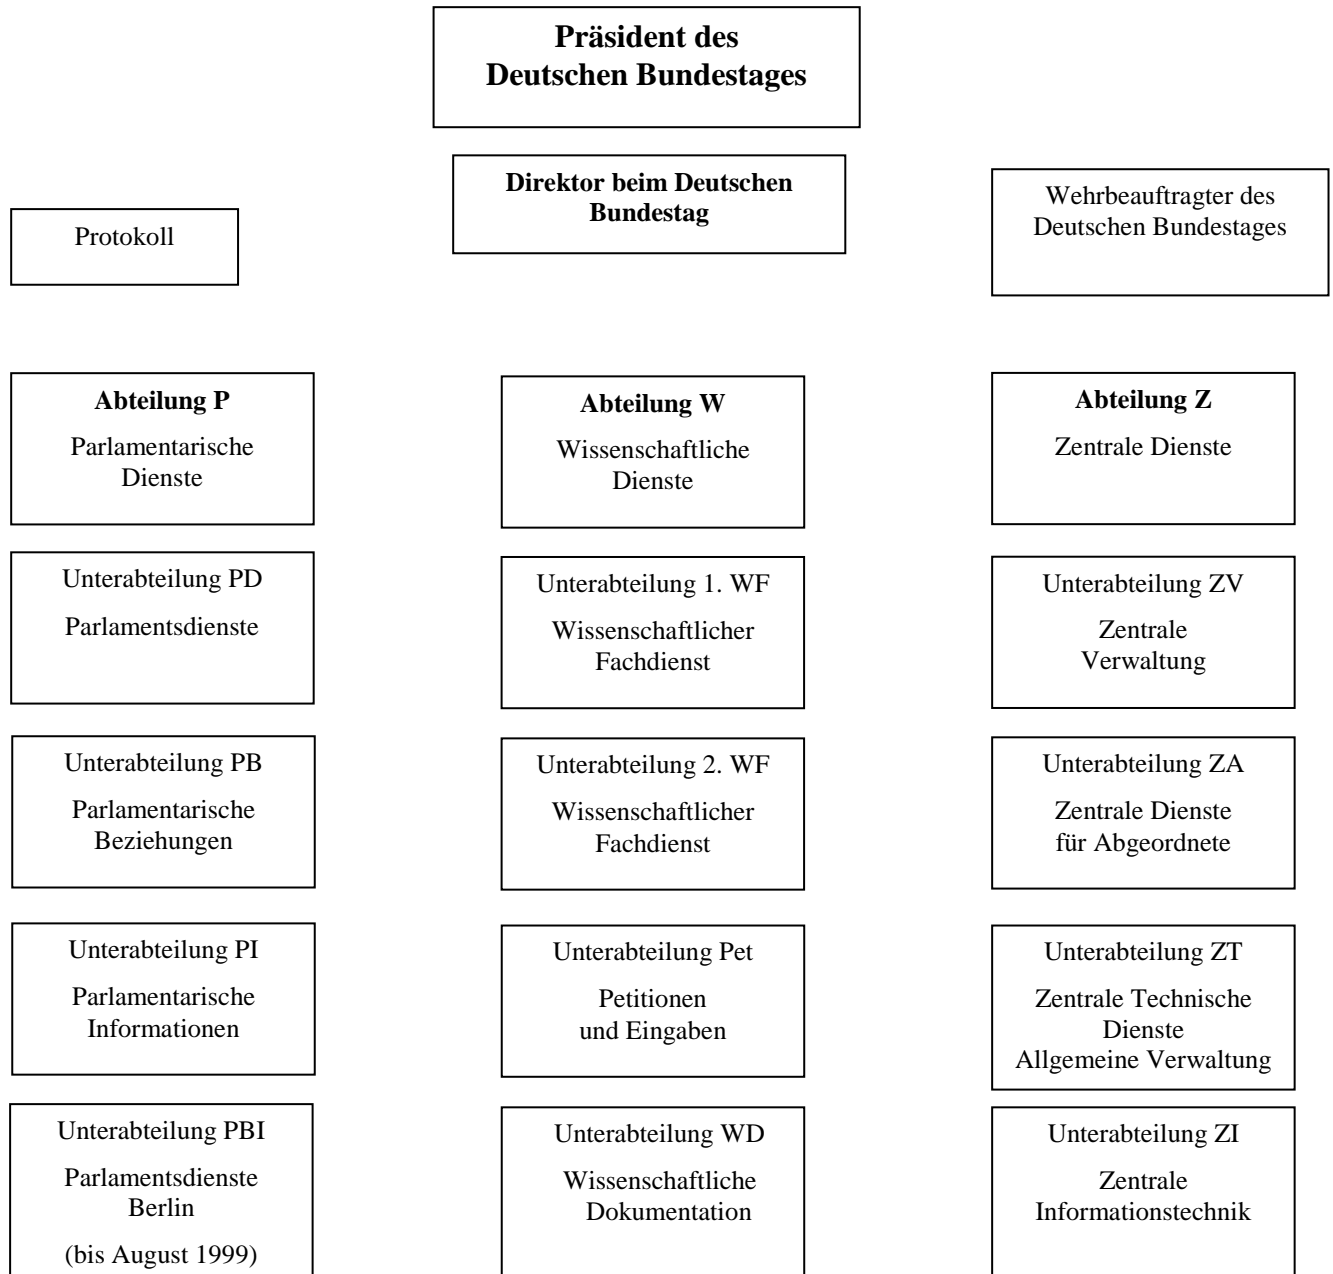 Präsident des
Deutschen Bundestages
Direktor beim Deutschen
Bundestag
Wehrbeauftragter des
Deutschen Bundestages
Protokoll
Abteilung P
Parlamentarische
Dienste
Abteilung W
Wissenschaftliche
Dienste
Abteilung Z
Zentrale Dienste
Unterabteilung PD
Parlamentsdienste
Unterabteilung 1. WF
Wissenschaftlicher
Fachdienst
Unterabteilung ZV
Zentrale
Verwaltung
Unterabteilung PB
Parlamentarische
Beziehungen
Unterabteilung 2. WF
Wissenschaftlicher
Fachdienst
Unterabteilung ZA
Zentrale Dienste
für Abgeordnete
Unterabteilung PI
Parlamentarische
Informationen
Unterabteilung Pet
Petitionen
und Eingaben
Unterabteilung ZT
Zentrale Technische
Dienste
Allgemeine Verwaltung
Unterabteilung PBI
Parlamentsdienste
Berlin
(bis August 1999)
Unterabteilung WD
Wissenschaftliche
Dokumentation
Unterabteilung ZI
Zentrale
Informationstechnik